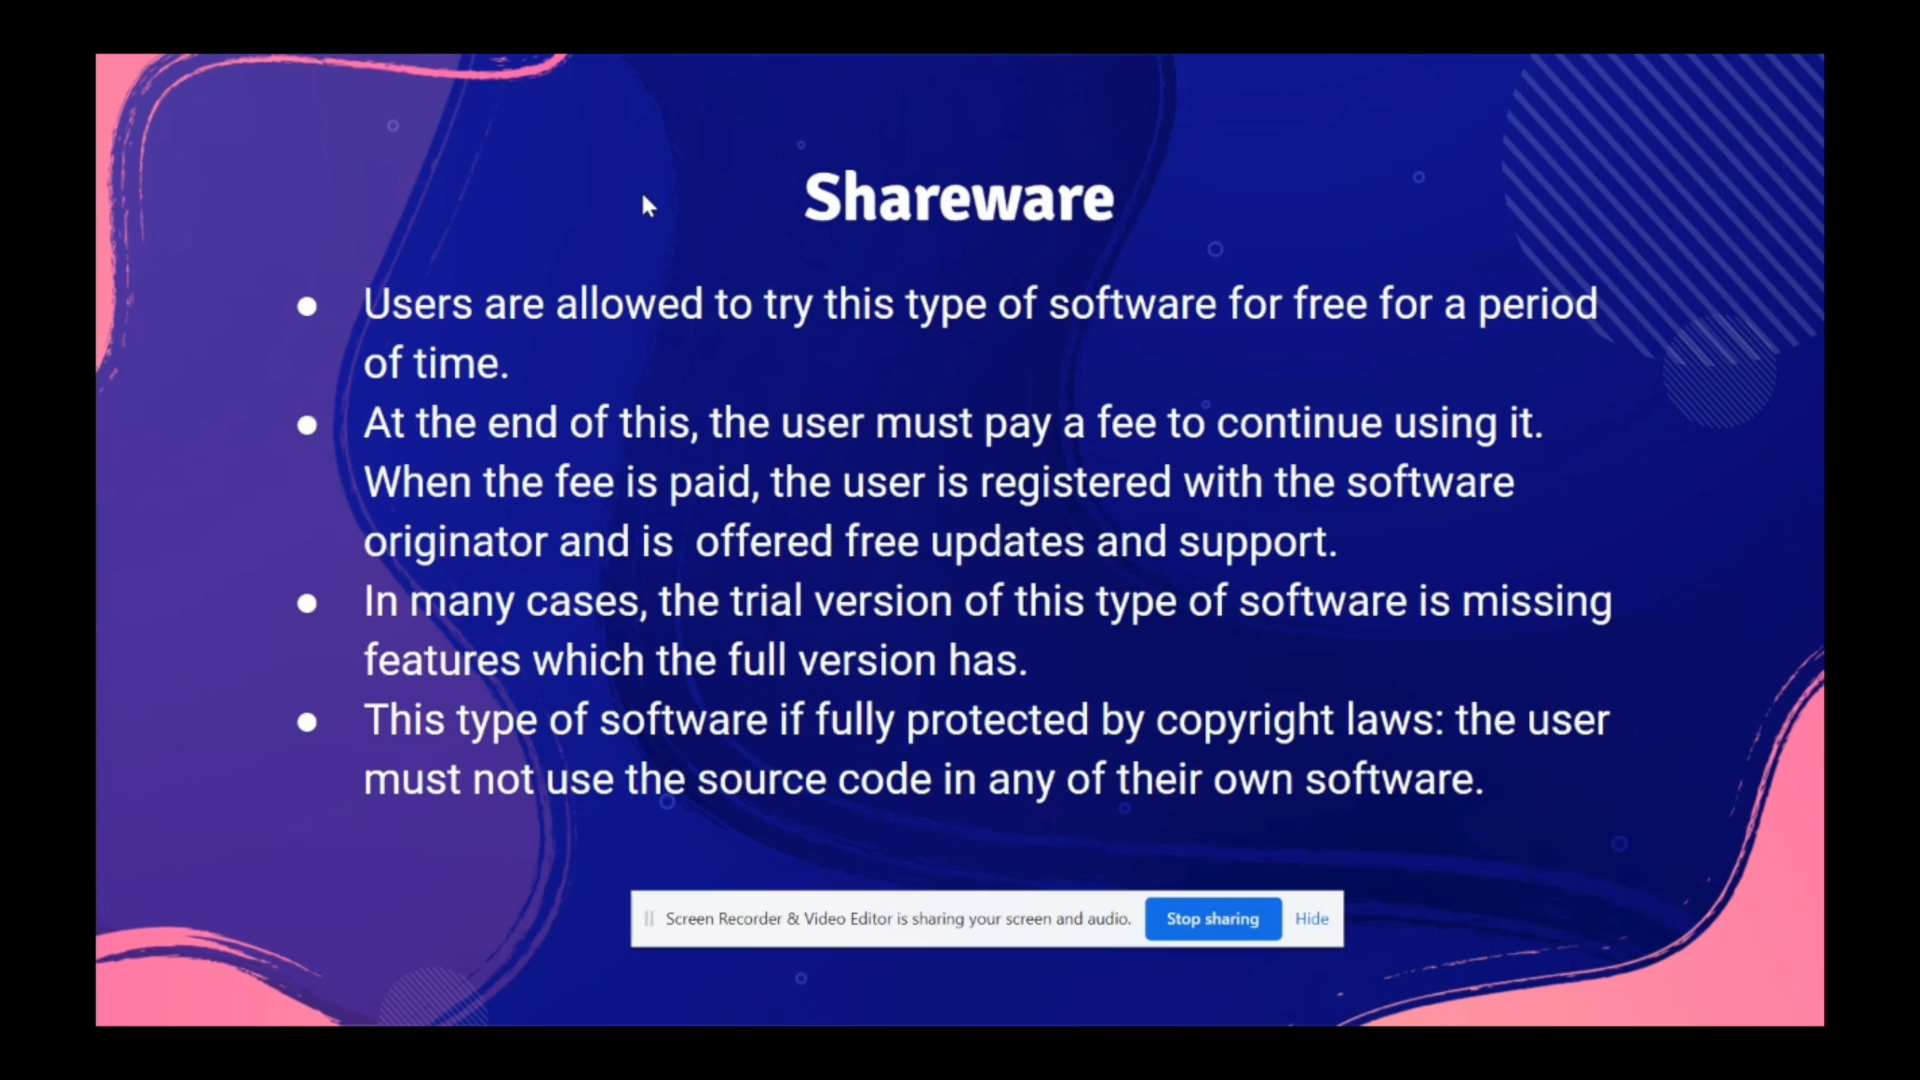 Shareware
● Users are allowed to try this type of software for free for a period
of time.
● At the end of this, the user must pay a fee to continue using it.
When the fee is paid, the user is registered with the software
originator and is  offered free updates and support.
● In many cases, the trial version of this type of software is missing
features which the full version has.
● This type of software if fully protected by copyright laws: the user
must not use the source code in any of their own software.
Screen Recorder & Video Editor is sharing your screen and audio. Stop sharing Hide